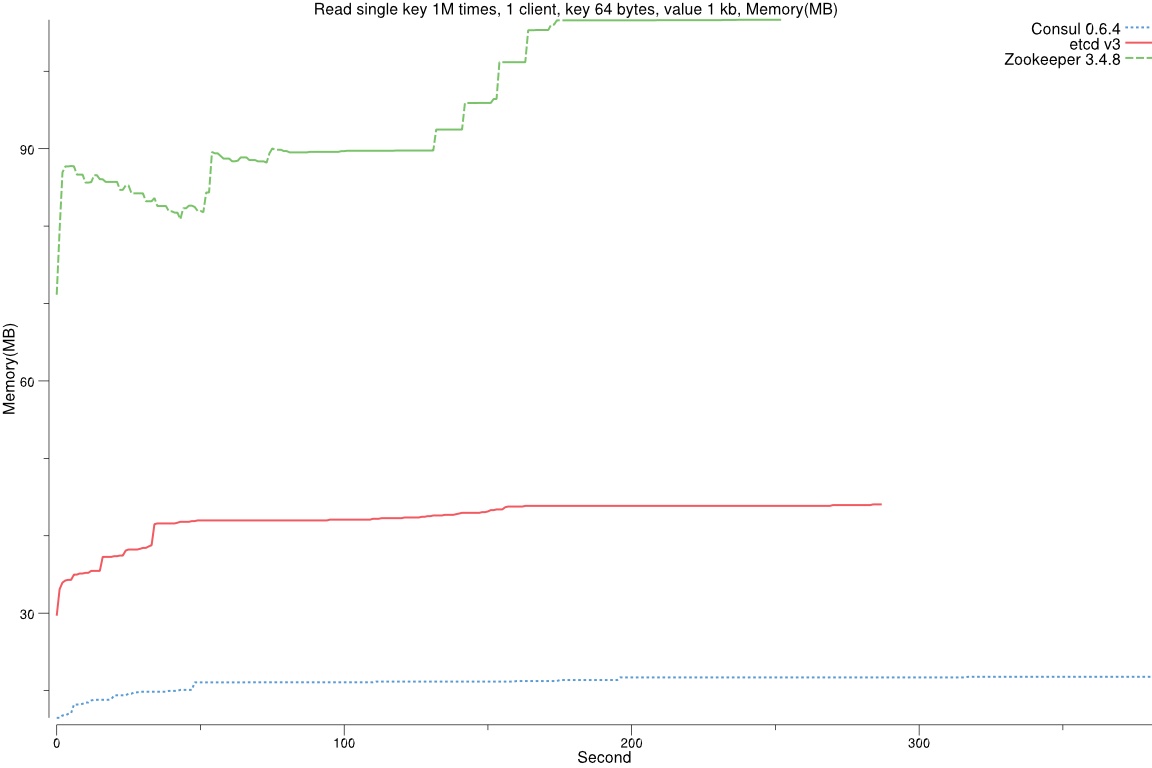 Read single key 1M times, 1 client, key 64 bytes, value 1 kb, Memory(MB)
Consul 0.6.4
etcd v3
Zookeeper 3.4.8
90
60
30
Memory(MB)
0
100
200
300
Second